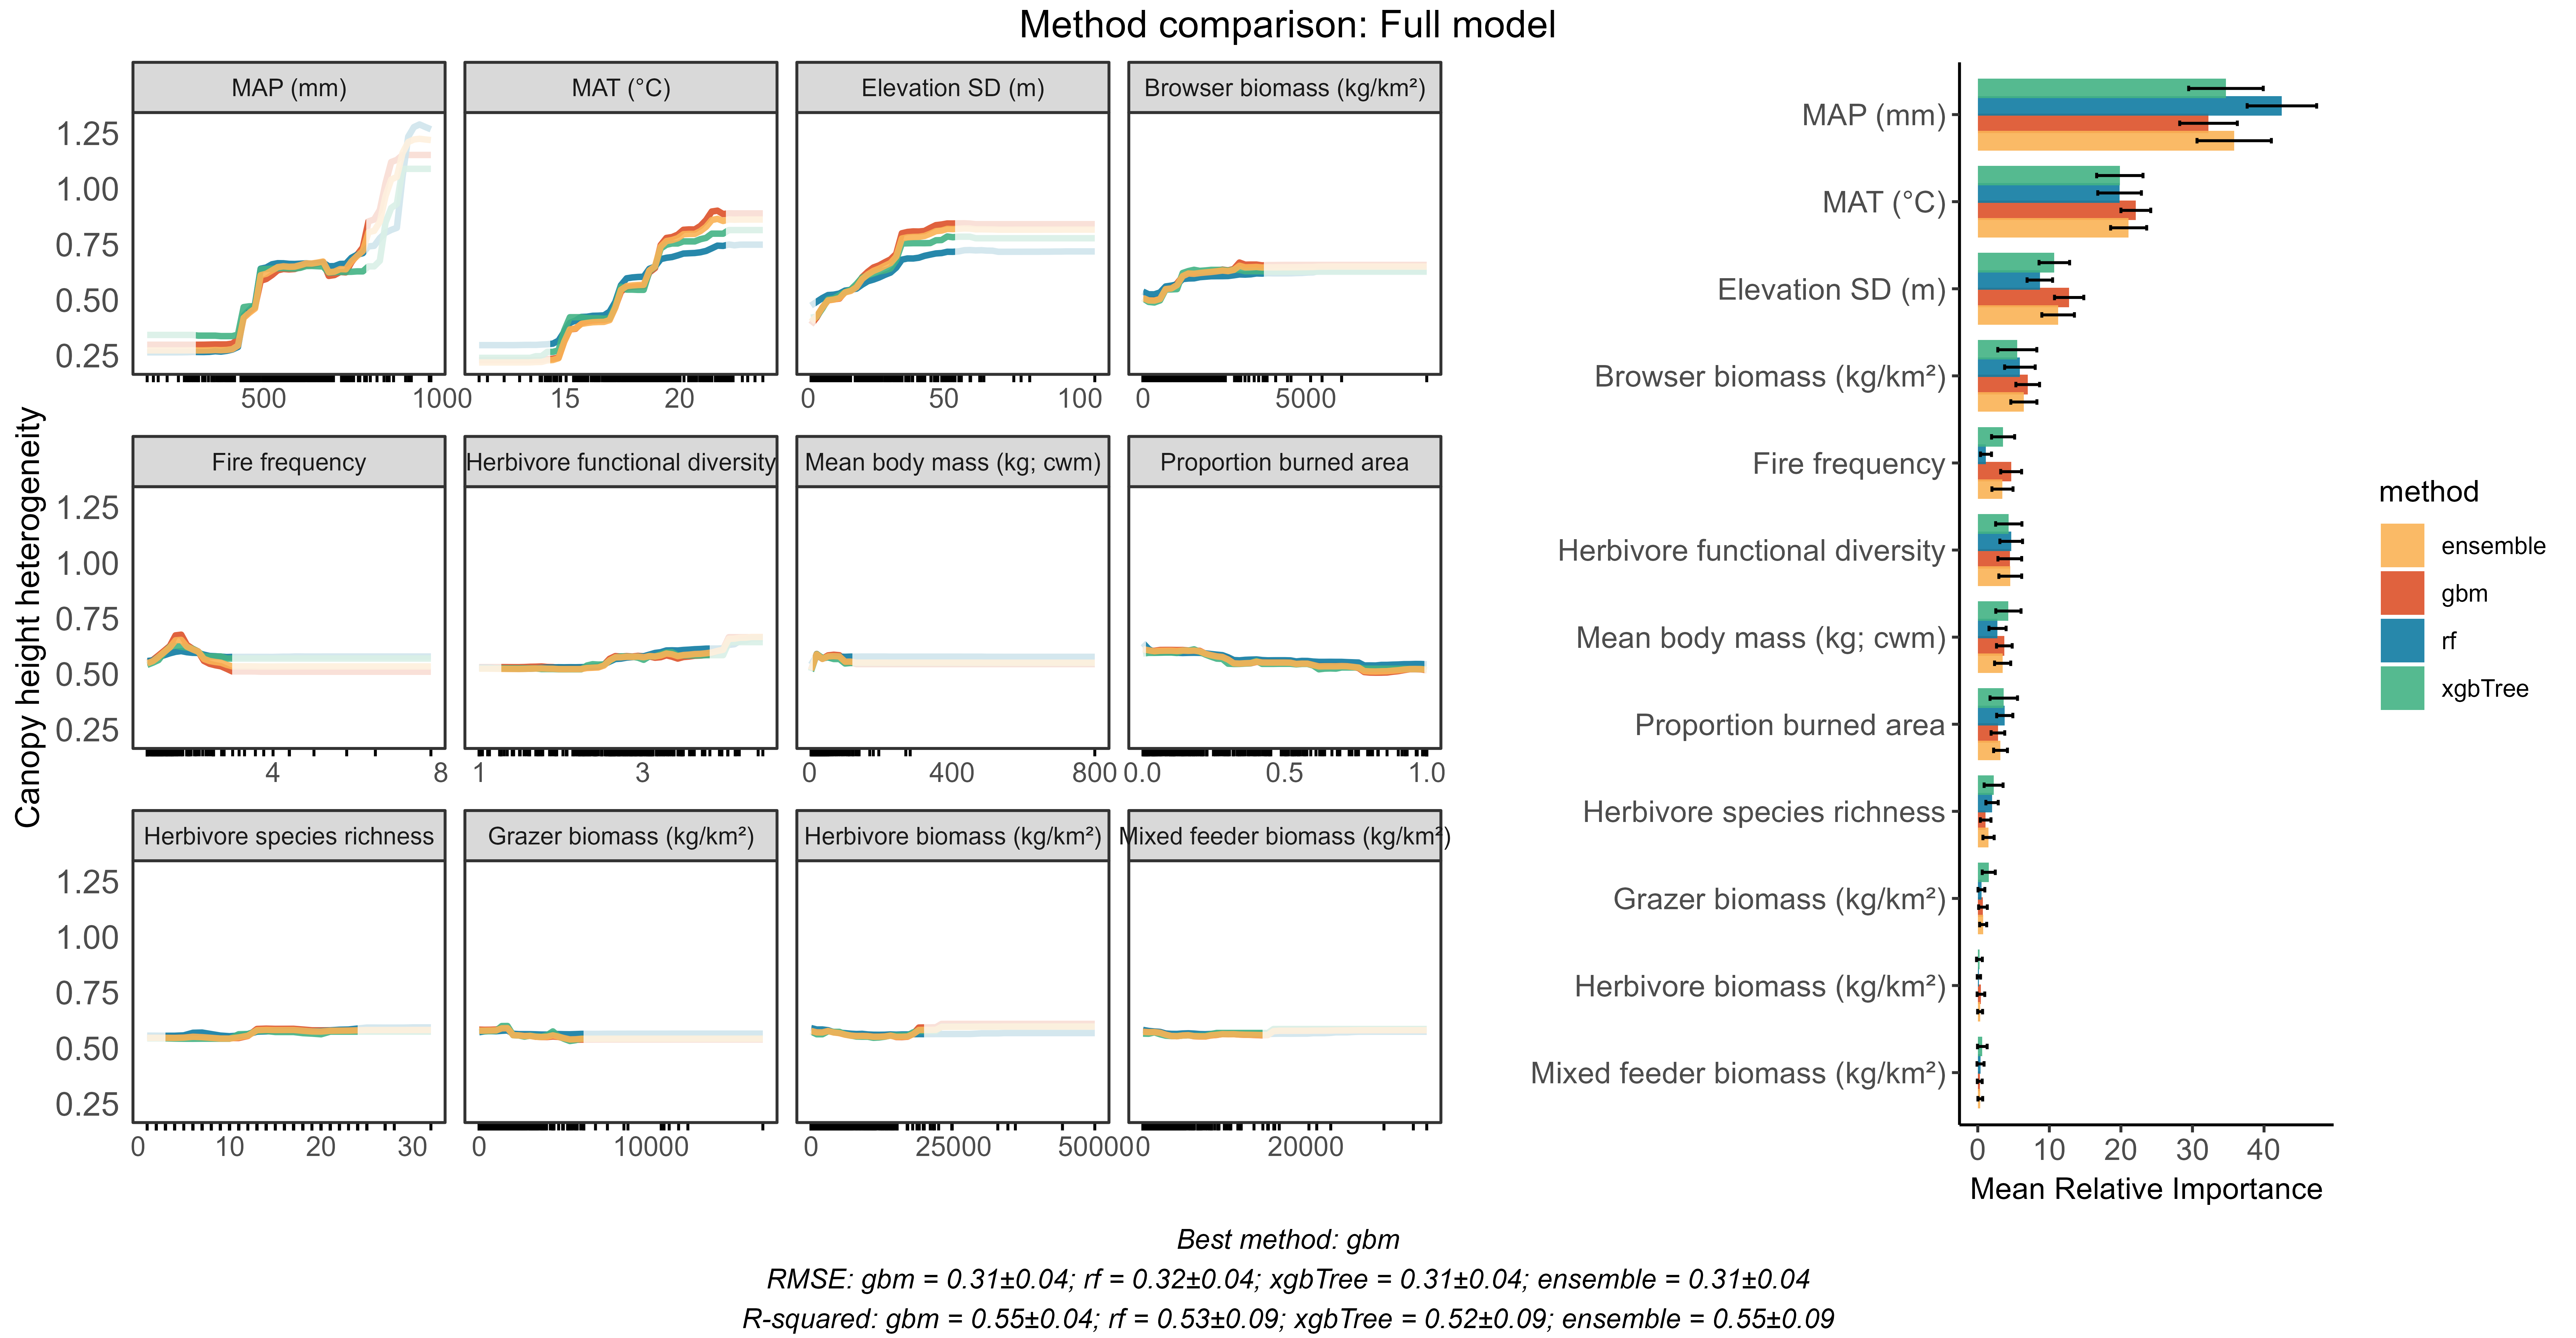 Method comparison: Full model
MAP (mm)
MAT (°C)
Elevation SD (m)
Browser biomass (kg/km²)
1.25
1.00
0.75
0.50
0.25
500
1000
15
20
0
50
100
0
5000
Fire frequency
Herbivore functional diversity
Mean body mass (kg; cwm)
Proportion burned area
1.25
1.00
0.75
0.50
0.25
4
8
1
3
0
400
800
0.0
0.5
1.0
Herbivore species richness
Grazer biomass (kg/km²)
Herbivore biomass (kg/km²)
Mixed feeder biomass (kg/km²)
1.25
1.00
0.75
0.50
0.25
0
10
20
30
0
10000
0
25000
50000
0
20000
Canopy height heterogeneity
MAP (mm)
MAT (°C)
Elevation SD (m)
Browser biomass (kg/km²)
Fire frequency
Herbivore functional diversity
Mean body mass (kg; cwm)
Proportion burned area
Herbivore species richness
Grazer biomass (kg/km²)
Herbivore biomass (kg/km²)
Mixed feeder biomass (kg/km²)
0
10
20
30
40
Mean Relative Importance
method
ensemble
gbm
rf
xgbTree
Best method: gbm
RMSE: gbm = 0.31±0.04; rf = 0.32±0.04; xgbTree = 0.31±0.04; ensemble = 0.31±0.04
R-squared: gbm = 0.55±0.04; rf = 0.53±0.09; xgbTree = 0.52±0.09; ensemble = 0.55±0.09